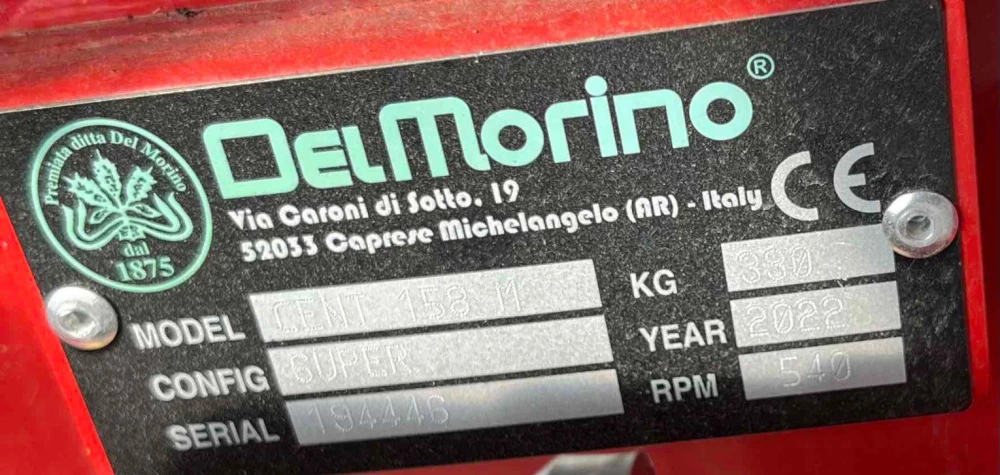 Premiata ditta Del Morino
dal
1875
DELMORINO®
Via Caroni di Sotto, 19
52033 Caprese Michelangelo (AR) - Italy
CE
MODEL CENT 158 M
CONFIG SUPER
SERIAL 194446
KG
YEAR 2022
RPM 540